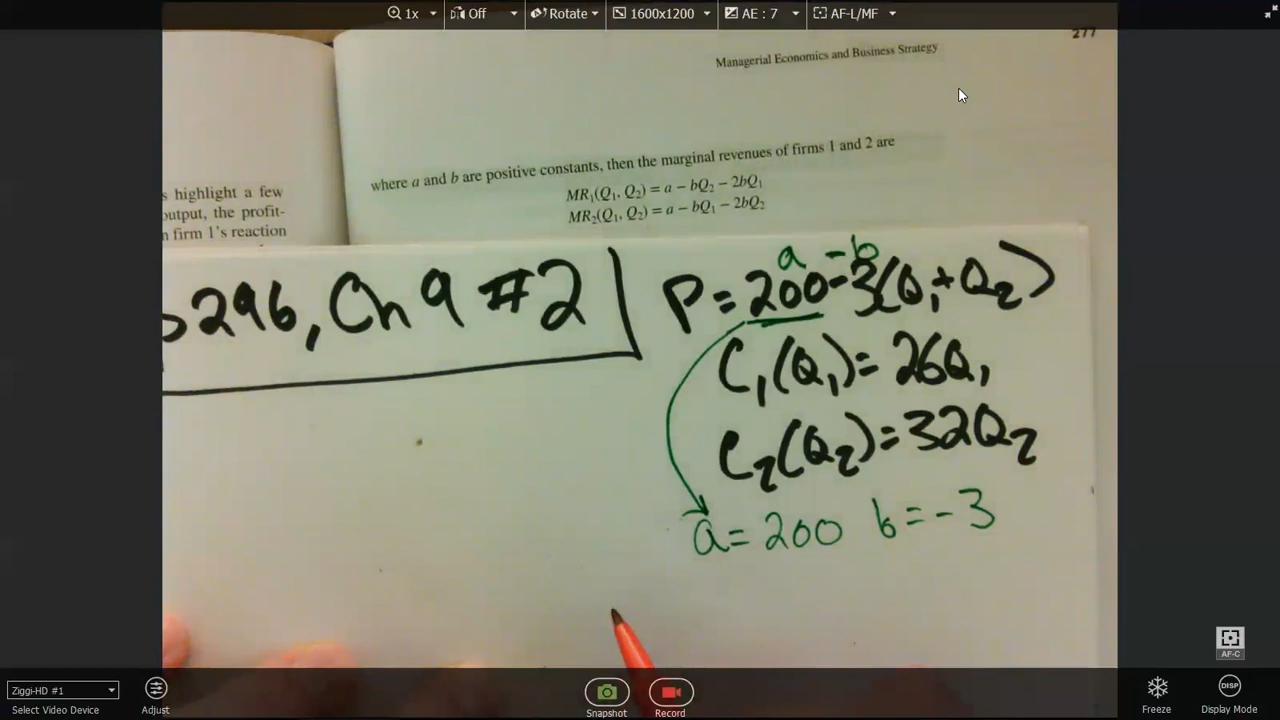 1x Off Rotate 1600x1200 AE : 7 AF-L/MF
277
Managerial Economics and Business Strategy
where a and b are positive constants, then the marginal revenues of firms 1 and 2 are
MR₁(Q₁, Q₂) = a − bQ₂ − 2bQ₁
MR₂(Q₁, Q₂) = a − bQ₁ − 2bQ₂
s highlight a few
output, the profit-
firm 1's reaction
296, Ch 9 #2
a -b
P = 200-3(Q₁+Q₂)
C₁(Q₁)= 26Q₁
C₂(Q₂)=32Q₂
a= 200 b=-3
AF-C
Ziggi-HD #1
Select Video Device
Adjust
Snapshot
Record
Freeze
DISP
Display Mode